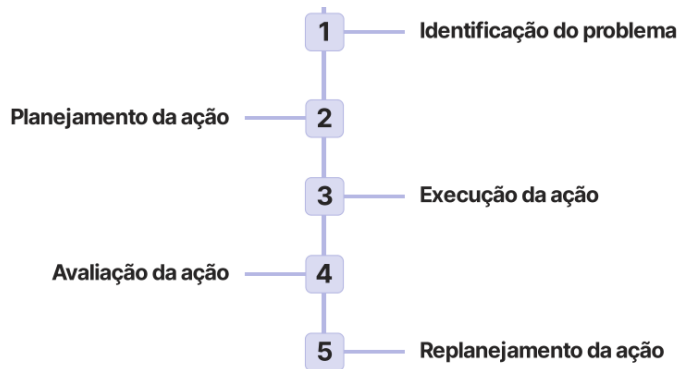 1
Identificação do problema
Planejamento da ação
2
3
Execução da ação
Avaliação da ação
4
5
Replanejamento da ação